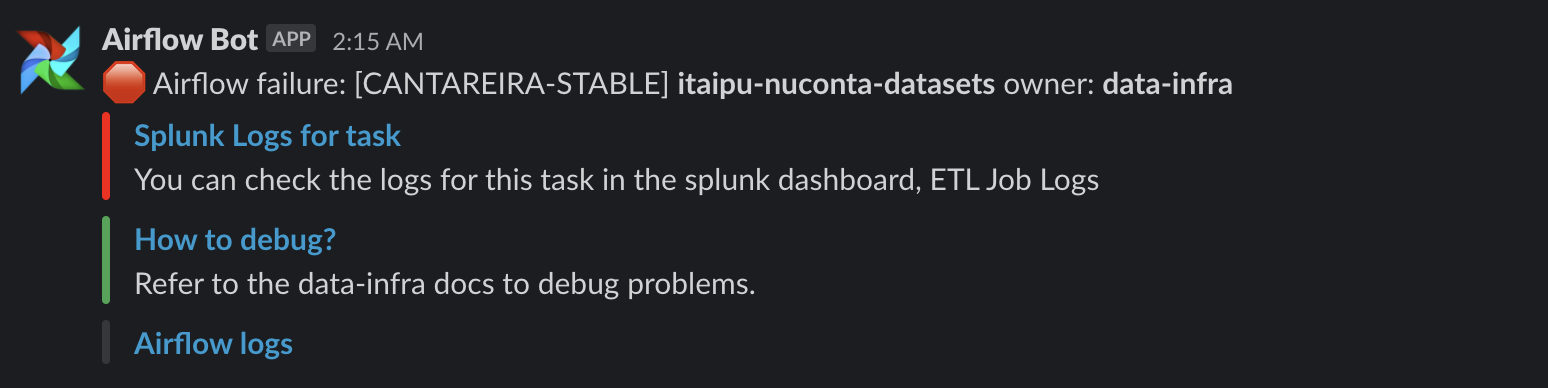 Airflow Bot APP 2:15 AM
Airflow failure: [CANTAREIRA-STABLE] itaipu-nuconta-datasets owner: data-infra
Splunk Logs for task
You can check the logs for this task in the splunk dashboard, ETL Job Logs
How to debug?
Refer to the data-infra docs to debug problems.
Airflow logs